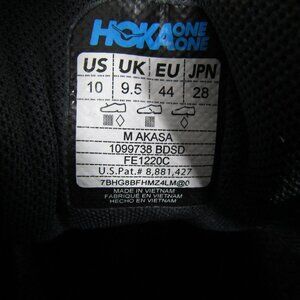 HOKA ONE ONE
US UK EU JPN
10 9.5 44 28
M AKASA
1099738 BDSD
FE1220C
U.S.Pat.# 8,881,427
7BHG8BFHMZ4LM@0
MADE IN VIETNAM
FABRIQUÉ EN VIETNAM
HECHO EN VIETNAM